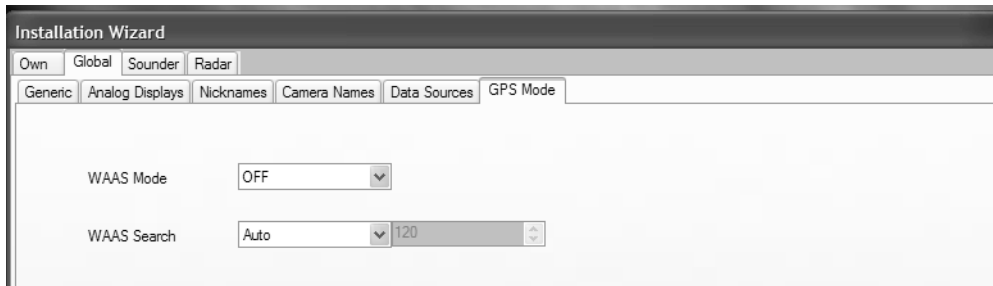 Installation Wizard
Own Global Sounder Radar
Generic Analog Displays Nicknames Camera Names Data Sources GPS Mode
WAAS Mode OFF
WAAS Search Auto 120